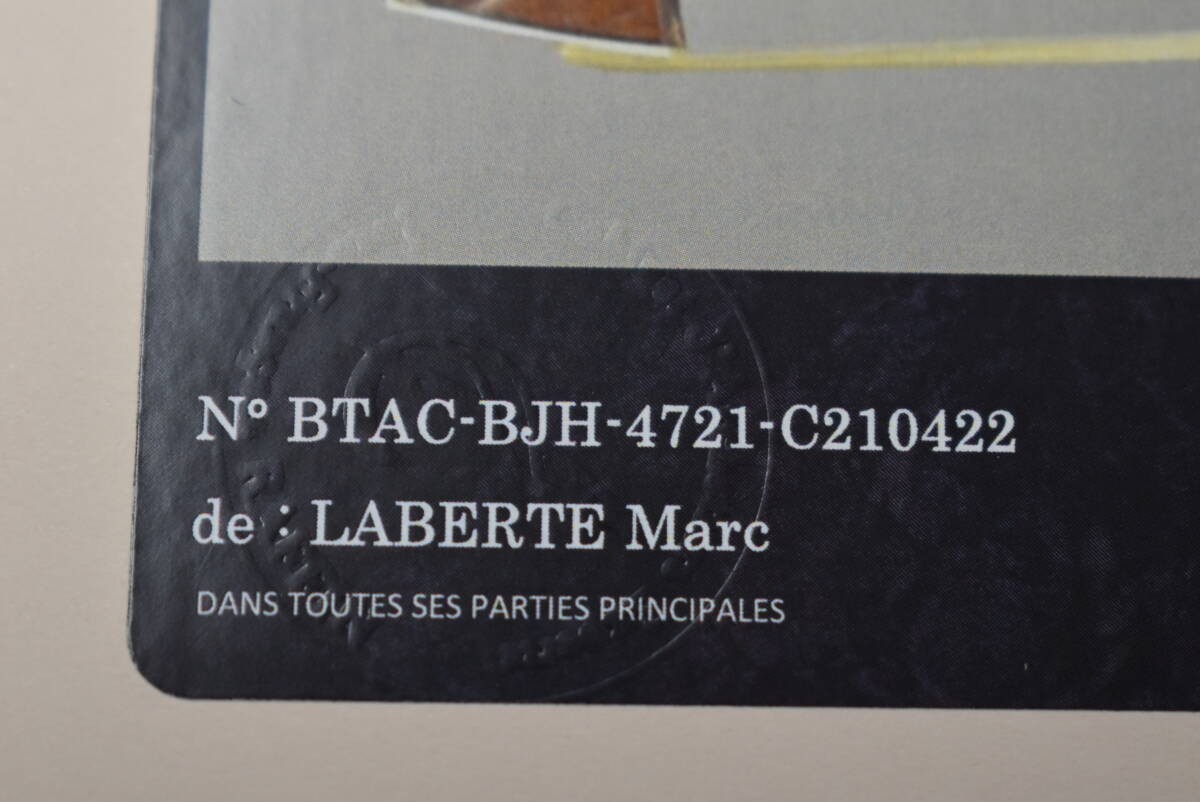 N° BTAC-BJH-4721-C210422
de : LABERTE Marc
DANS TOUTES SES PARTIES PRINCIPALES